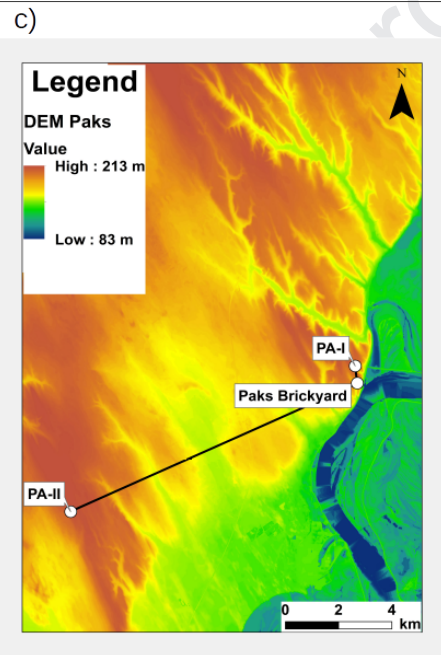 c)
Legend
DEM Paks
Value
High : 213 m
Low : 83 m
N
PA-I
Paks Brickyard
PA-II
0 2 4
km